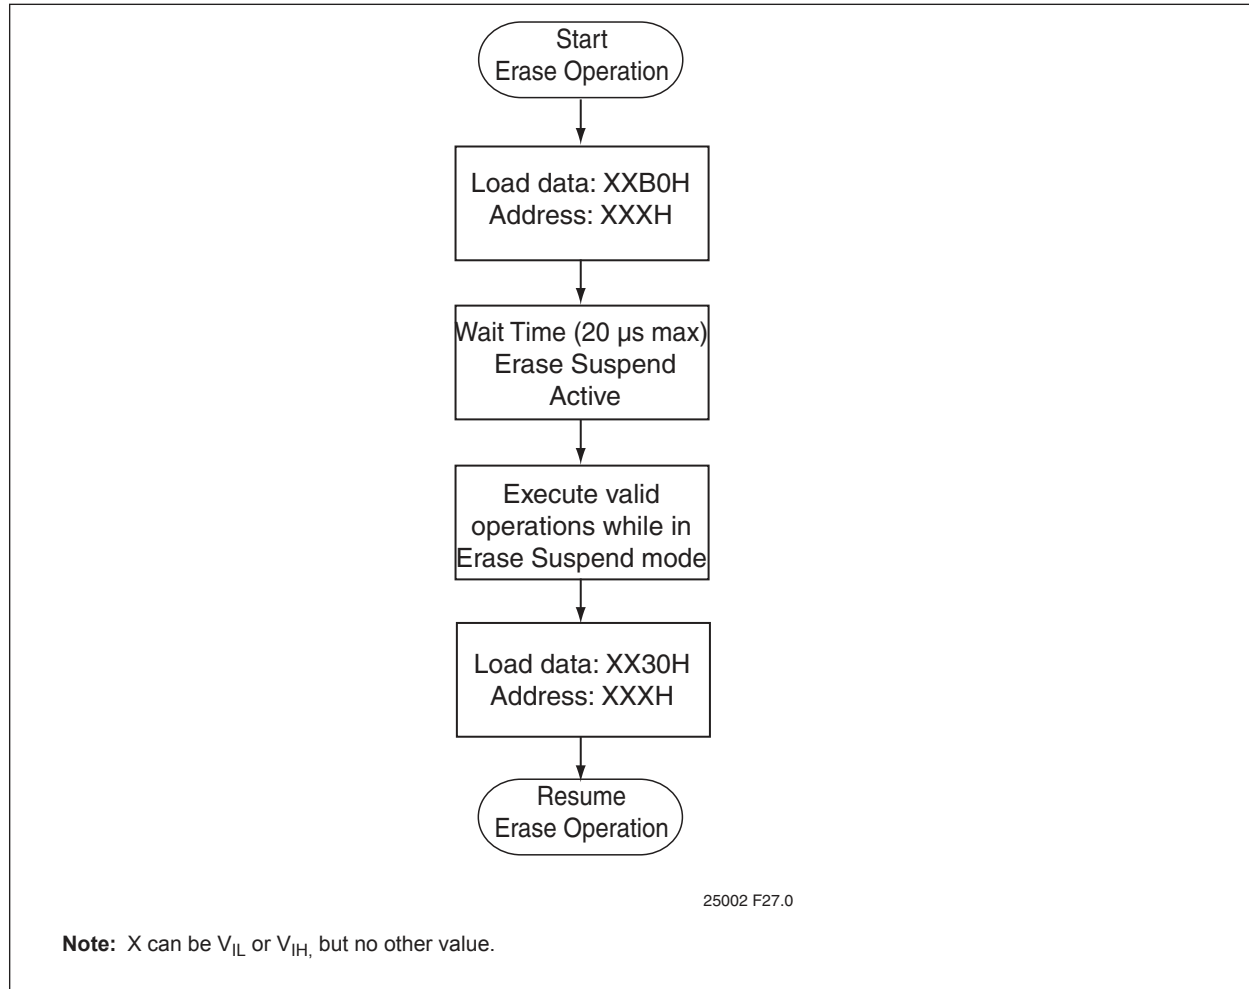 Start
Erase Operation
Load data: XXB0H
Address: XXXH
Wait Time (20 µs max)
Erase Suspend
Active
Execute valid
operations while in
Erase Suspend mode
Load data: XX30H
Address: XXXH
Resume
Erase Operation
25002 F27.0
Note: X can be VIL or VIH, but no other value.